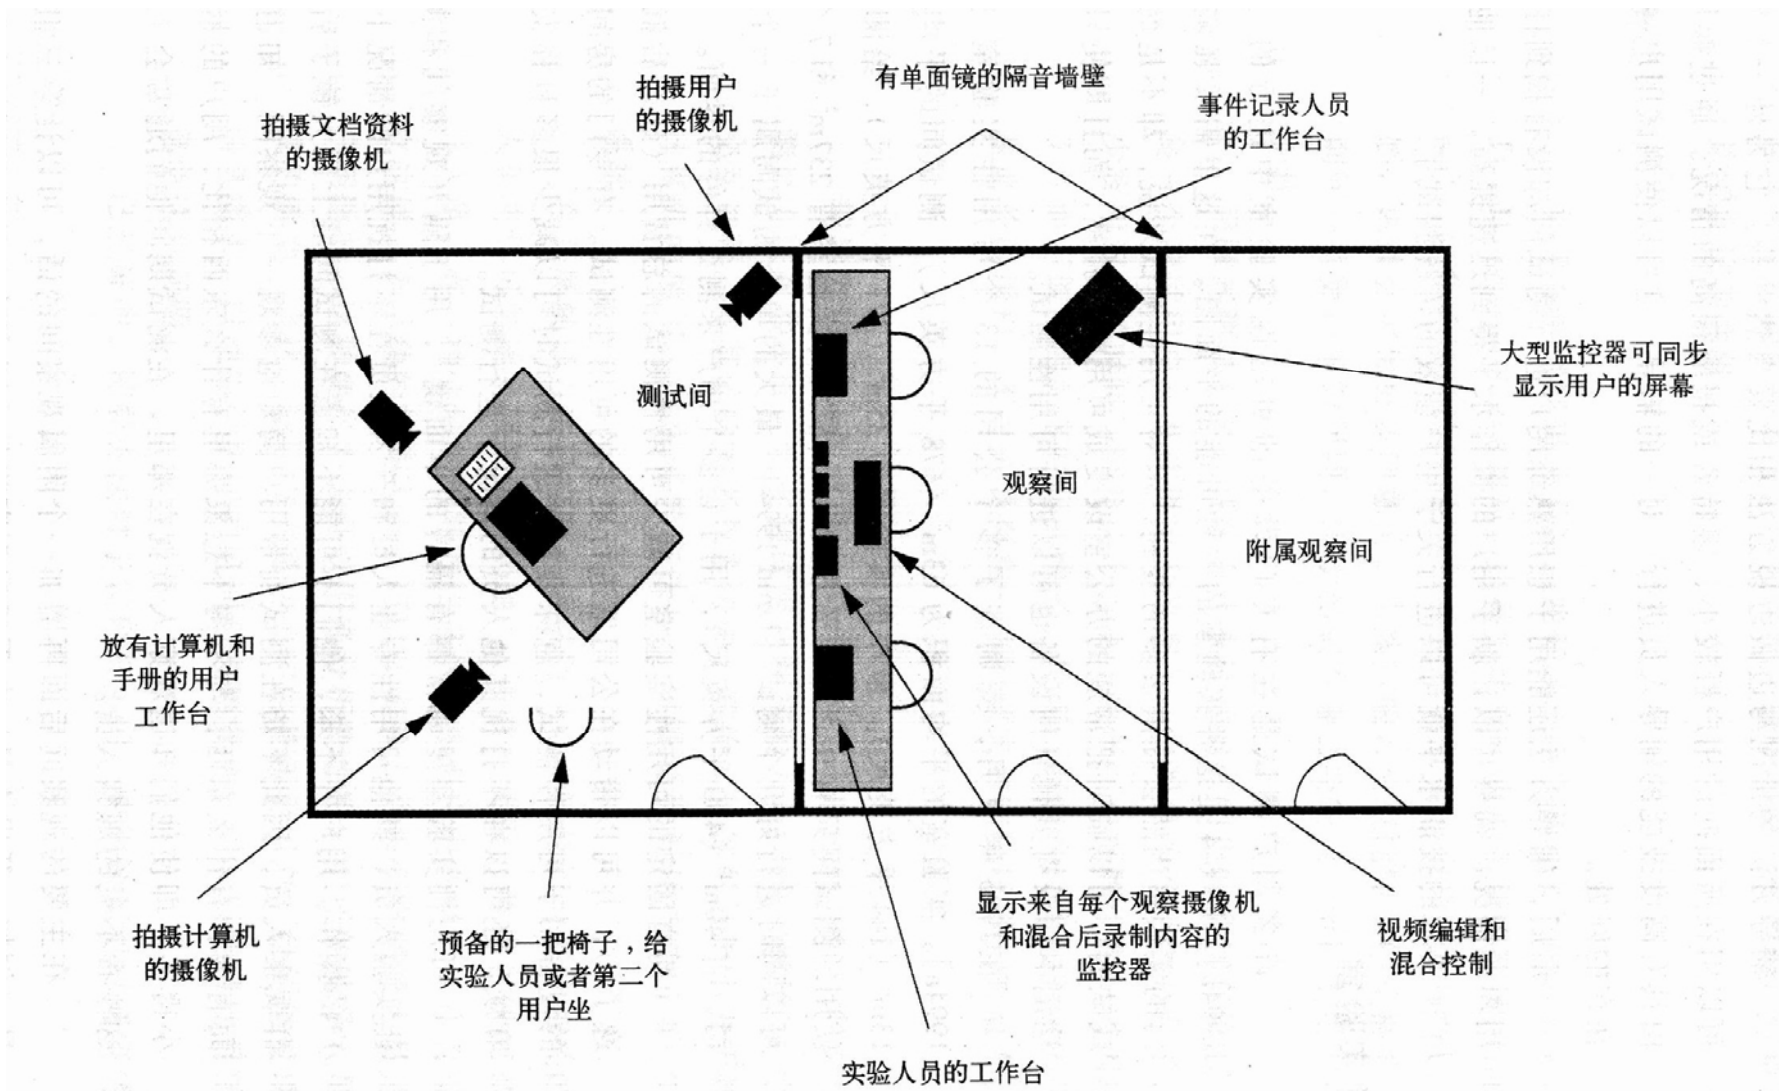 拍摄用户
的摄像机
有单面镜的隔音墙壁
事件记录人员
的工作台
拍摄文档资料
的摄像机
大型监控器可同步
显示用户的屏幕
测试间
观察间
附属观察间
放有计算机和
手册的用户
工作台
拍摄计算机
的摄像机
预备的一把椅子，给
实验人员或者第二个
用户坐
显示来自每个观察摄像机
和混合后录制内容的
监控器
视频编辑和
混合控制
实验人员的工作台